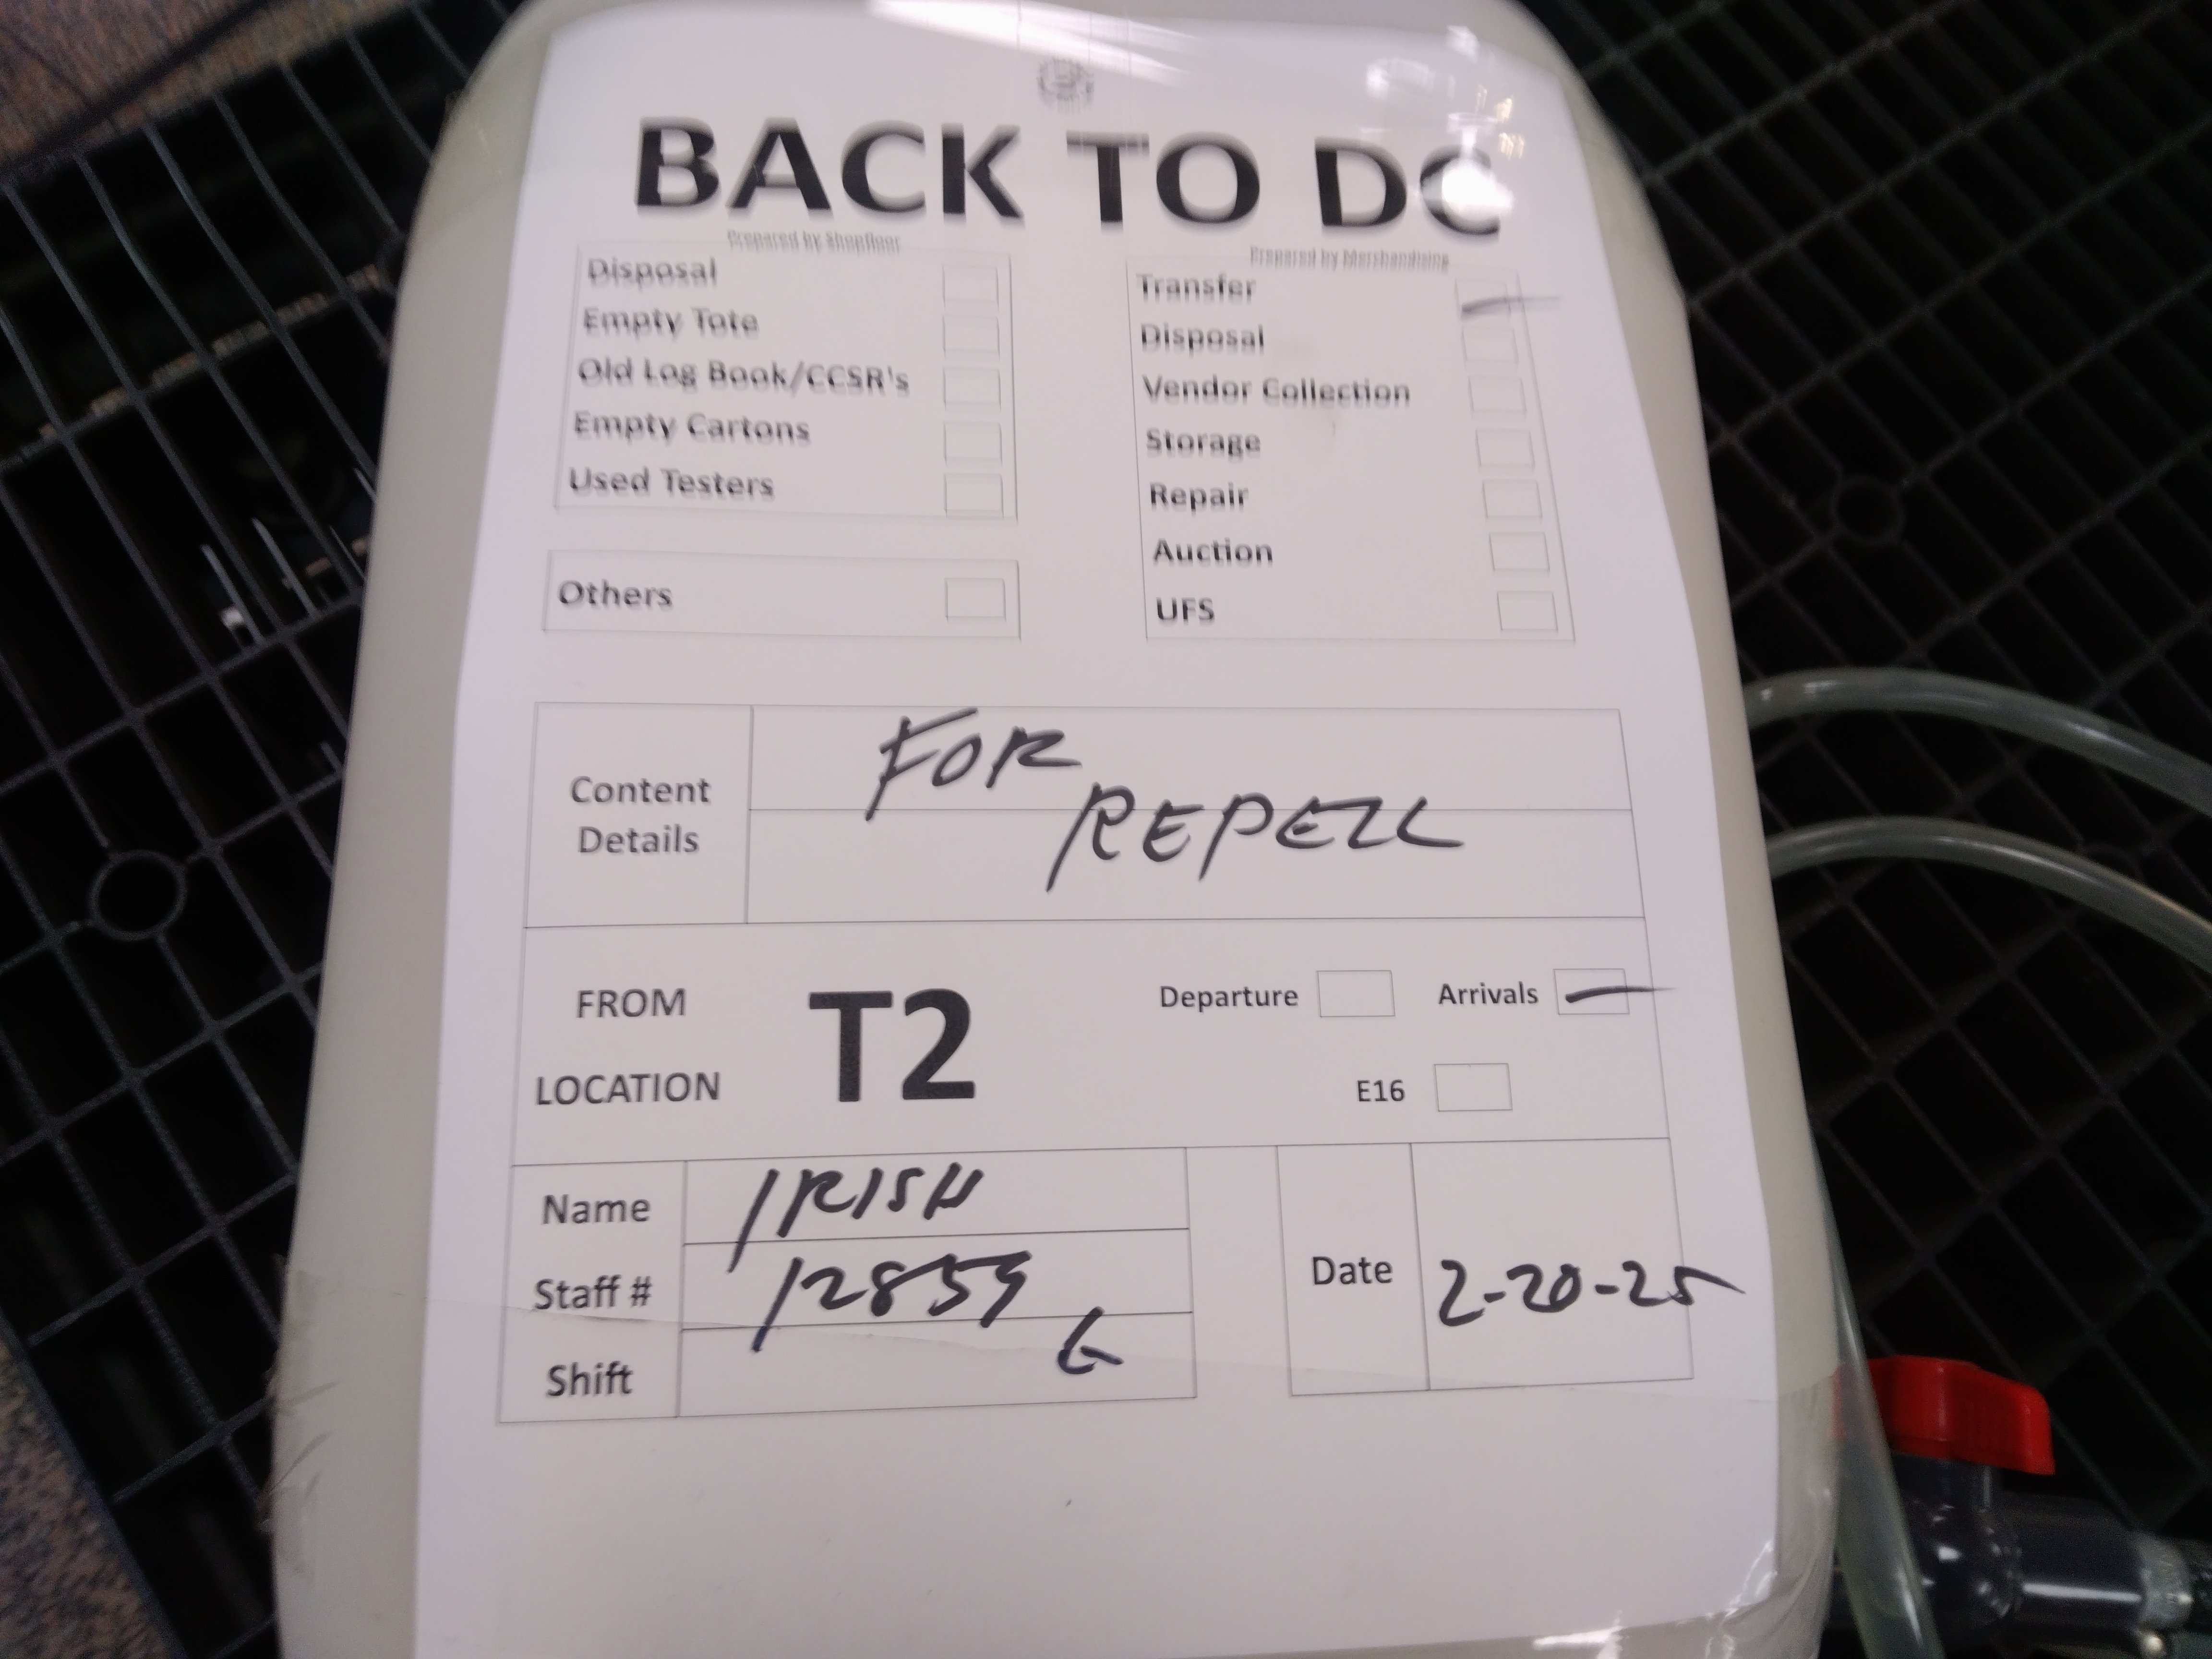 BACK TO DC
Prepared by Shopfloor
Disposal
Empty Tote
Old Log Book/CCSR's
Empty Cartons
Used Testers
Others
Prepared by Merchandising
Transfer
Disposal
Vendor Collection
Storage
Repair
Auction
UFS
Content
Details
FOR
REPELL
FROM
LOCATION
T2
Departure
Arrivals
E16
Name
IRISH
Staff #
12859
Shift
G
Date
2-20-25